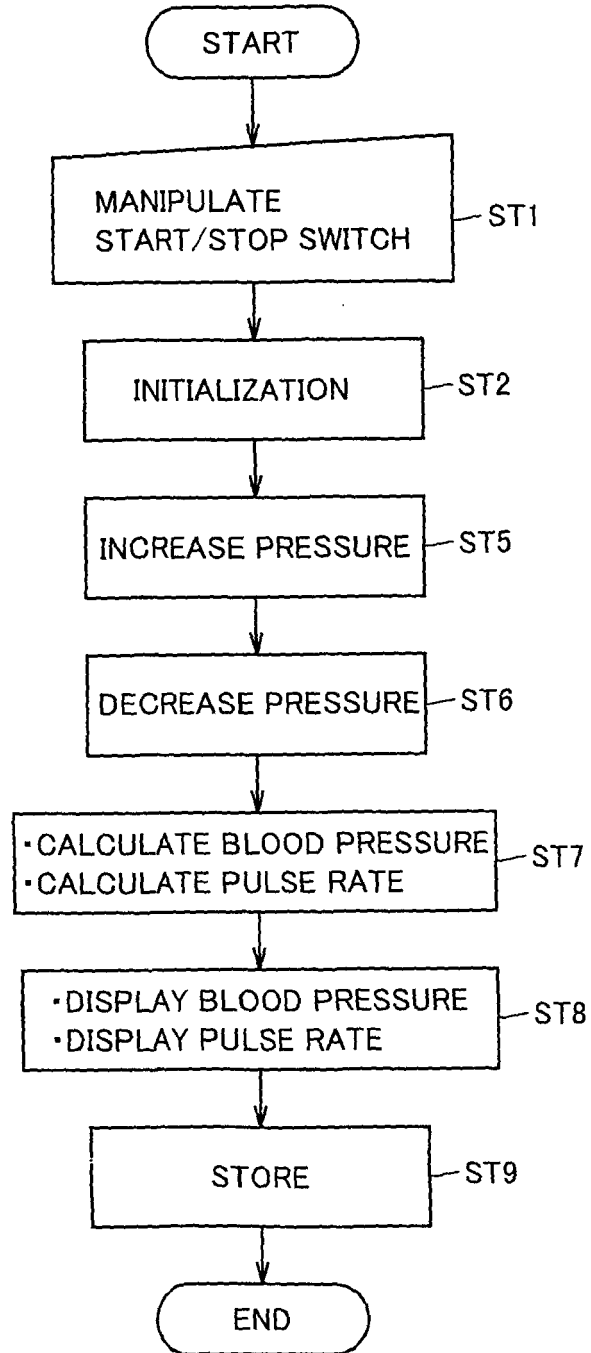 START
MANIPULATE
START/STOP SWITCH
ST1
INITIALIZATION
ST2
INCREASE PRESSURE
ST5
DECREASE PRESSURE
ST6
・CALCULATE BLOOD PRESSURE
・CALCULATE PULSE RATE
ST7
・DISPLAY BLOOD PRESSURE
・DISPLAY PULSE RATE
ST8
STORE
ST9
END